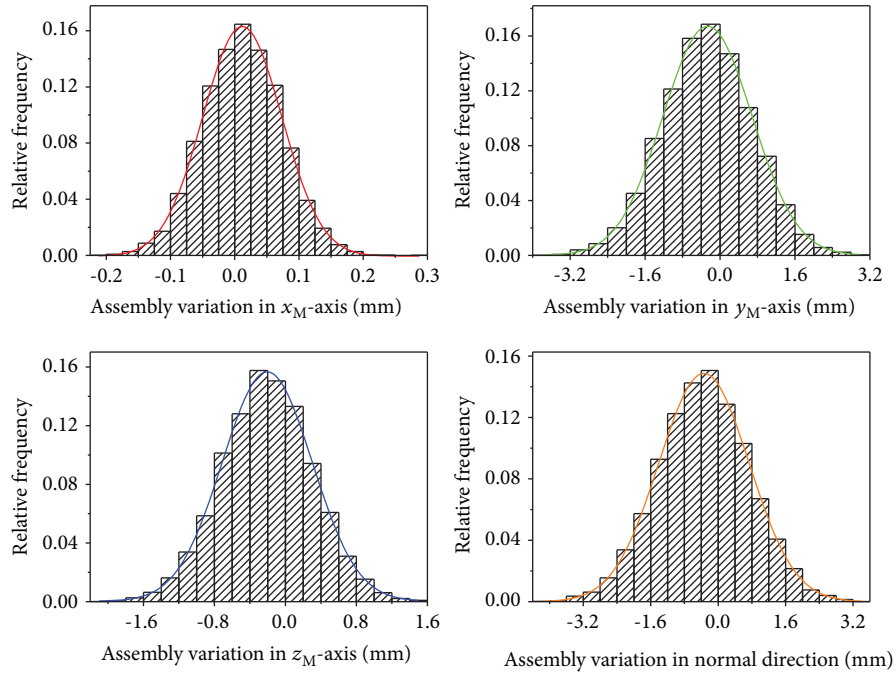 Relative frequency
0.16
0.12
0.08
0.04
0.00
-0.2 -0.1 0.0 0.1 0.2 0.3
Assembly variation in xM-axis (mm)
Relative frequency
0.16
0.12
0.08
0.04
0.00
-3.2 -1.6 0.0 1.6 3.2
Assembly variation in yM-axis (mm)
Relative frequency
0.16
0.12
0.08
0.04
0.00
-1.6 -0.8 0.0 0.8 1.6
Assembly variation in zM-axis (mm)
Relative frequency
0.16
0.12
0.08
0.04
0.00
-3.2 -1.6 0.0 1.6 3.2
Assembly variation in normal direction (mm)